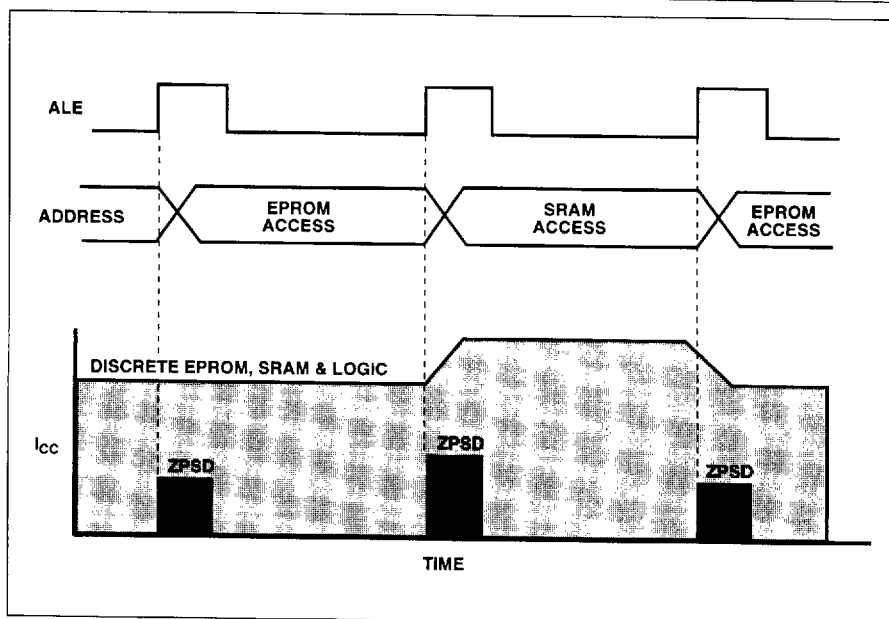 ALE
ADDRESS
EPROM
ACCESS
SRAM
ACCESS
EPROM
ACCESS
DISCRETE EPROM, SRAM & LOGIC
ICC
ZPSD
ZPSD
ZPSD
TIME